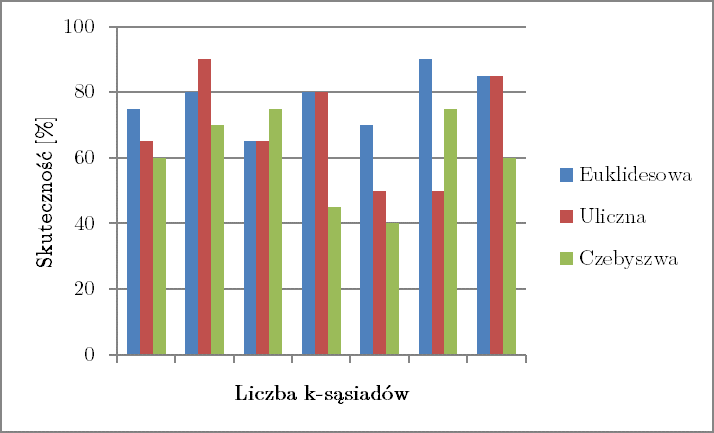 100
80
60
40
20
0
Skuteczność [%]
Liczba k-sąsiadów
Euklidesowa
Uliczna
Czebyszwa